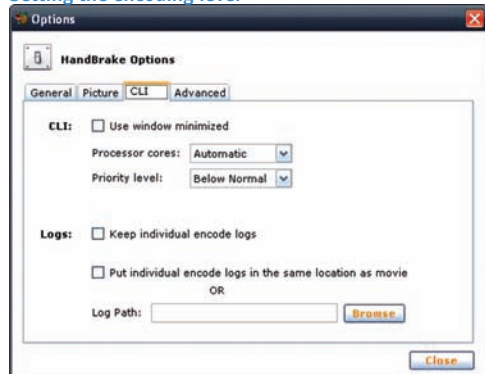 Setting the encoding level
Options
HandBrake Options
General Picture CLI Advanced
CLI: Use window minimized
Processor cores: Automatic
Priority level: Below Normal
Logs: Keep individual encode logs
Put individual encode logs in the same location as movie
OR
Log Path: Browse
Close